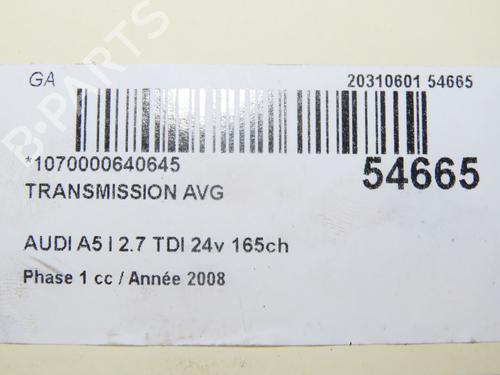 GA
20310601 54665
*1070000640645
54665
TRANSMISSION AVG
AUDI A5 I 2.7 TDI 24v 165ch
Phase 1 cc / Année 2008
B-PARTS